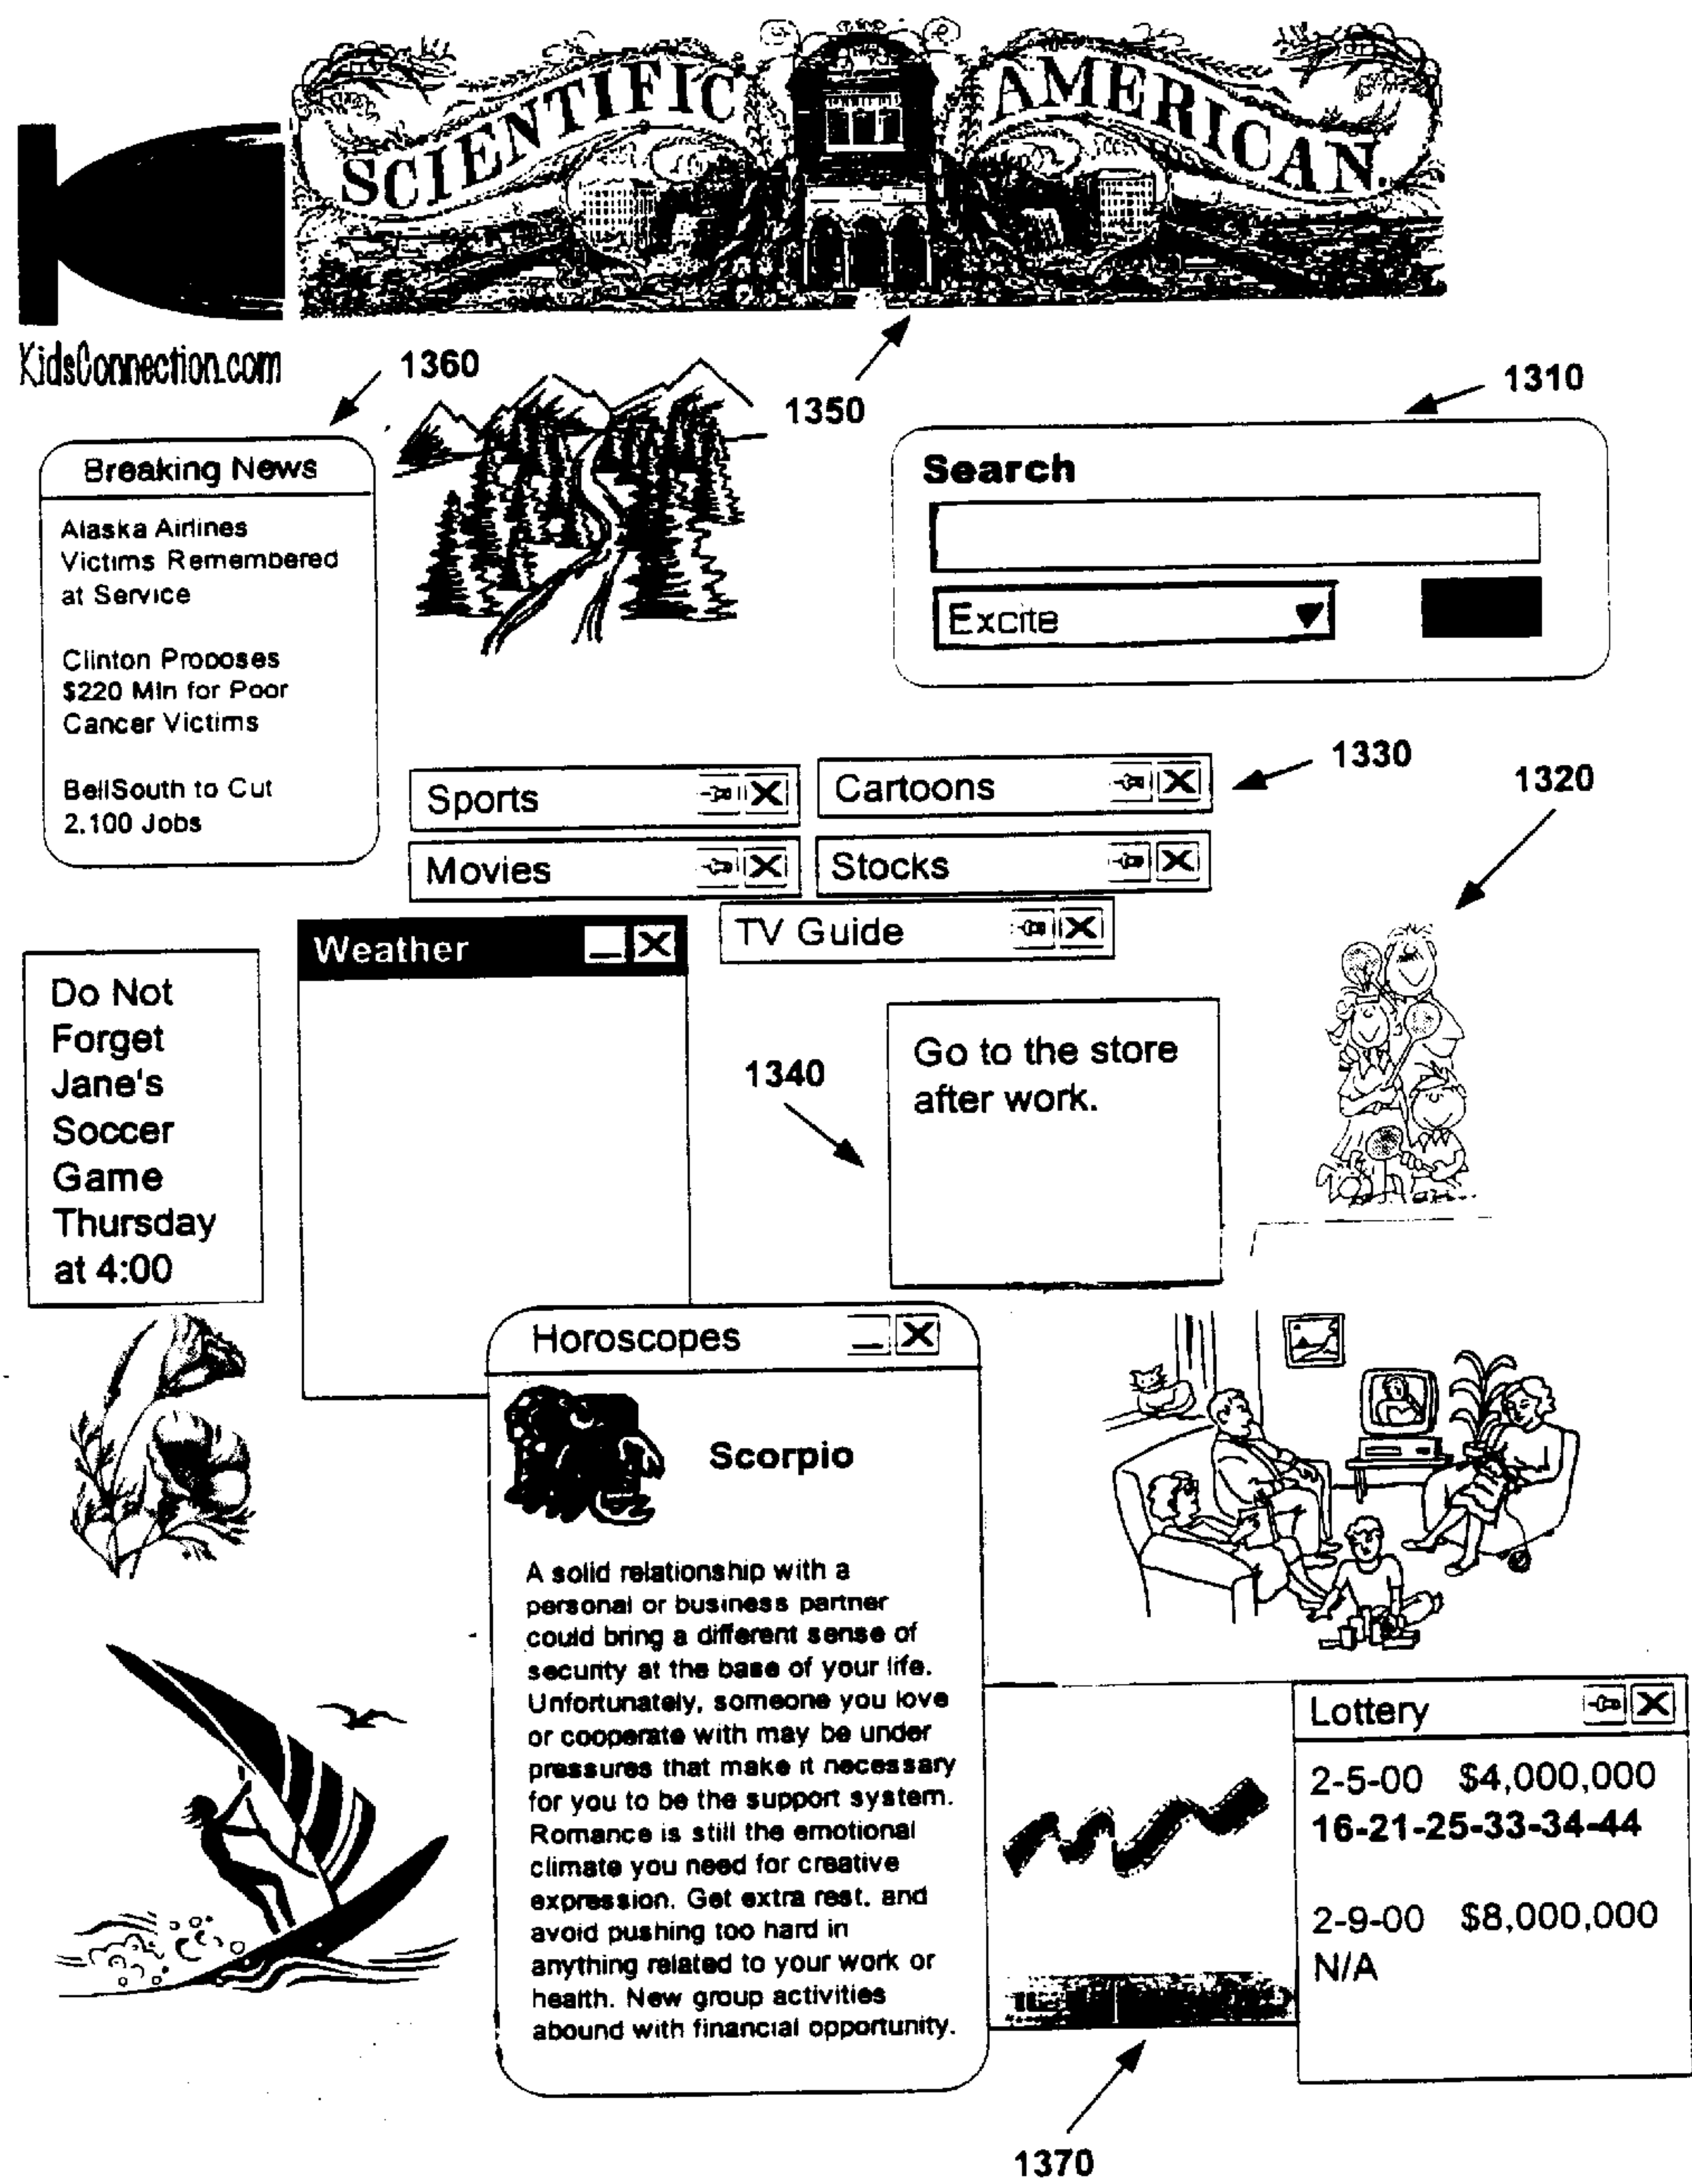 SCIENTIFIC AMERICAN.
KidsConnection.com
1360
1350
1310
Breaking News
Alaska Airlines
Victims Remembered
at Service
Clinton Proposes
$220 Mln for Poor
Cancer Victims
BellSouth to Cut
2,100 Jobs
Search
Excite
1330
1320
Sports
Cartoons
Movies
Stocks
TV Guide
Weather
Do Not
Forget
Jane's
Soccer
Game
Thursday
at 4:00
1340
Go to the store
after work.
Horoscopes
Scorpio
A solid relationship with a
personal or business partner
could bring a different sense of
security at the base of your life.
Unfortunately, someone you love
or cooperate with may be under
pressures that make it necessary
for you to be the support system.
Romance is still the emotional
climate you need for creative
expression. Get extra rest, and
avoid pushing too hard in
anything related to your work or
health. New group activities
abound with financial opportunity.
Lottery
2-5-00 $4,000,000
16-21-25-33-34-44
2-9-00 $8,000,000
N/A
1370